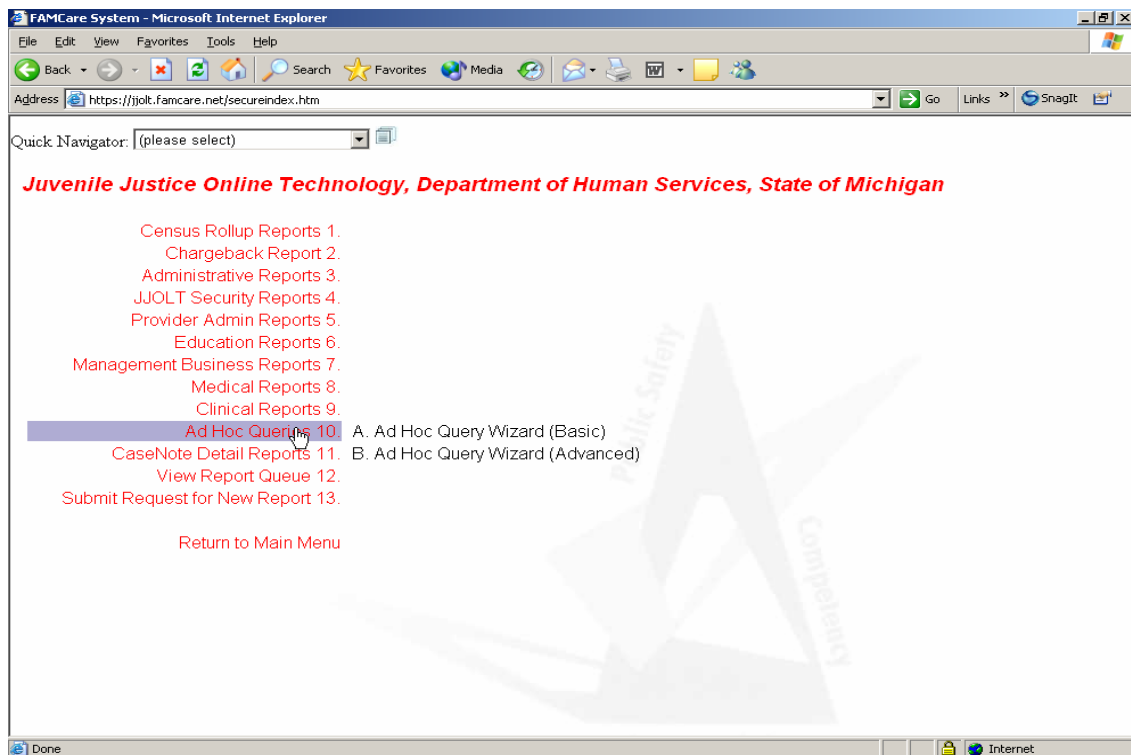 FAMCare System - Microsoft Internet Explorer
File Edit View Favorites Tools Help
Back Search Favorites Media
Address https://jjolt.famcare.net/secureindex.htm Go Links » SnagIt
Quick Navigator: (please select)
Juvenile Justice Online Technology, Department of Human Services, State of Michigan
Census Rollup Reports 1.
Chargeback Report 2.
Administrative Reports 3.
JJOLT Security Reports 4.
Provider Admin Reports 5.
Education Reports 6.
Management Business Reports 7.
Medical Reports 8.
Clinical Reports 9.
Ad Hoc Queries 10. A. Ad Hoc Query Wizard (Basic)
CaseNote Detail Reports 11. B. Ad Hoc Query Wizard (Advanced)
View Report Queue 12.
Submit Request for New Report 13.
Return to Main Menu
Public Safety
Competency
Done Internet